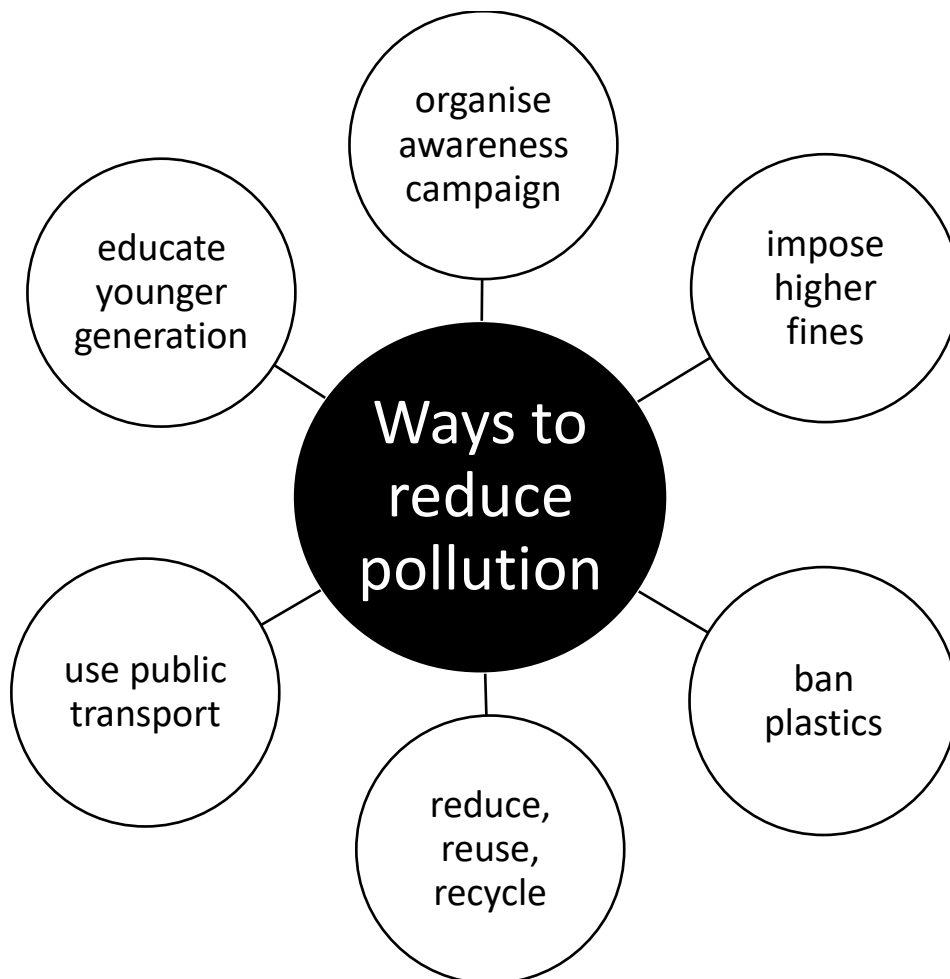 organise
awareness
campaign
impose
higher
fines
educate
younger
generation
Ways to
reduce
pollution
use public
transport
ban
plastics
reduce,
reuse,
recycle